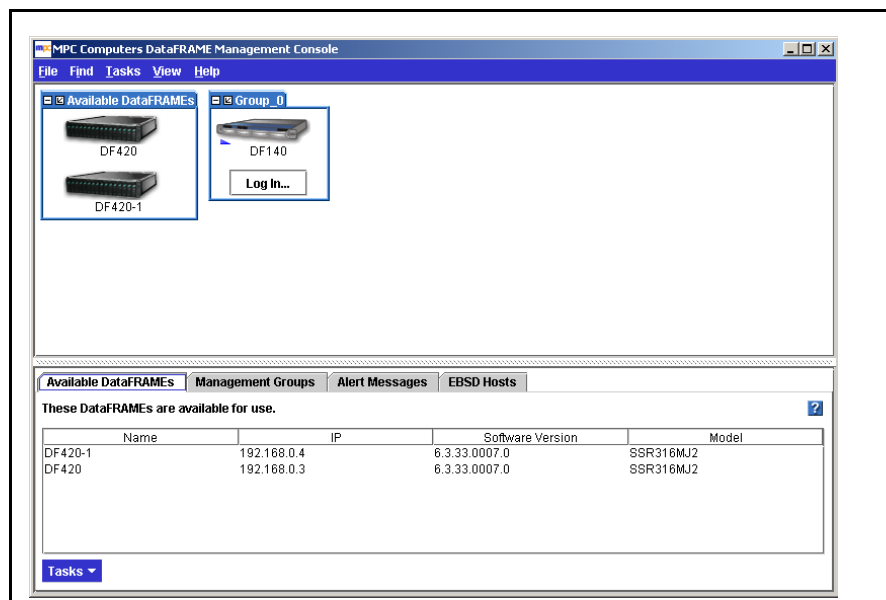 mpc MPC Computers DataFRAME Management Console
File Find Tasks View Help
Available DataFRAMEs
DF420
DF420-1
Group_0
DF140
Log In...
Available DataFRAMEs Management Groups Alert Messages EBSD Hosts
These DataFRAMEs are available for use.
?
Name IP Software Version Model
DF420-1 192.168.0.4 6.3.33.0007.0 SSR316MJ2
DF420 192.168.0.3 6.3.33.0007.0 SSR316MJ2
Tasks